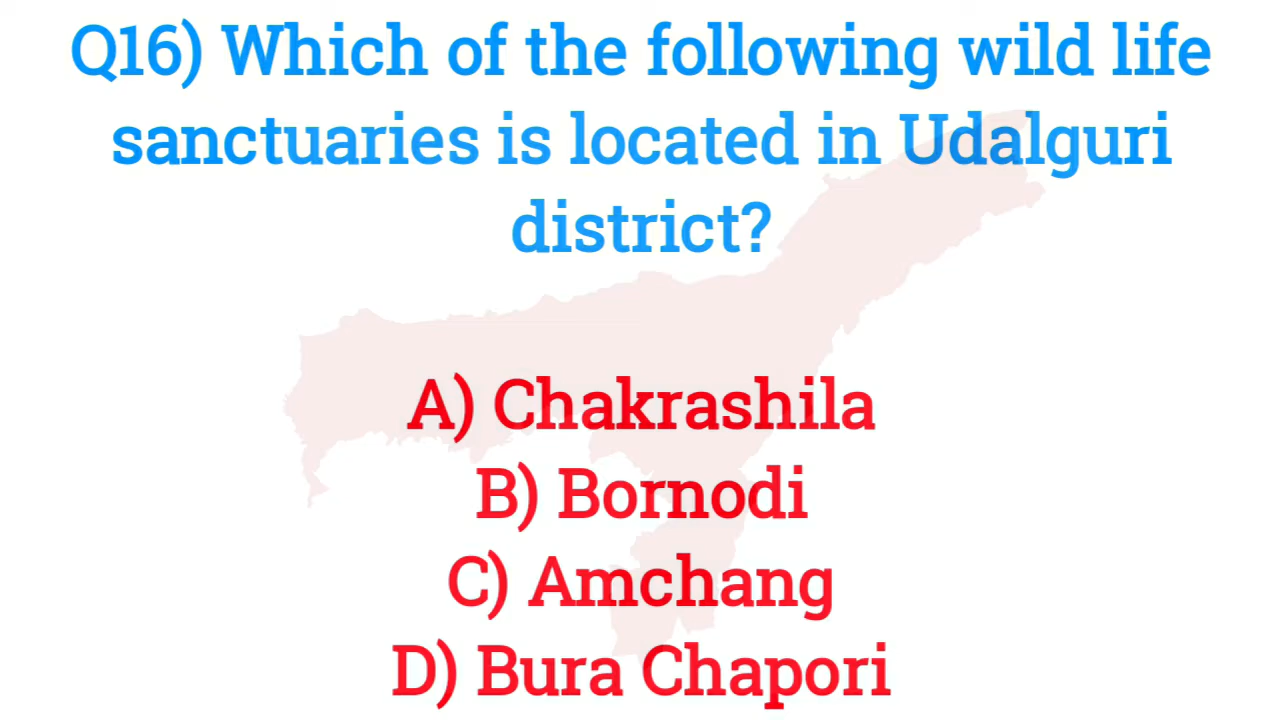 Q16) Which of the following wild life
sanctuaries is located in Udalguri
district?
A) Chakrashila
B) Bornodi
C) Amchang
D) Bura Chapori